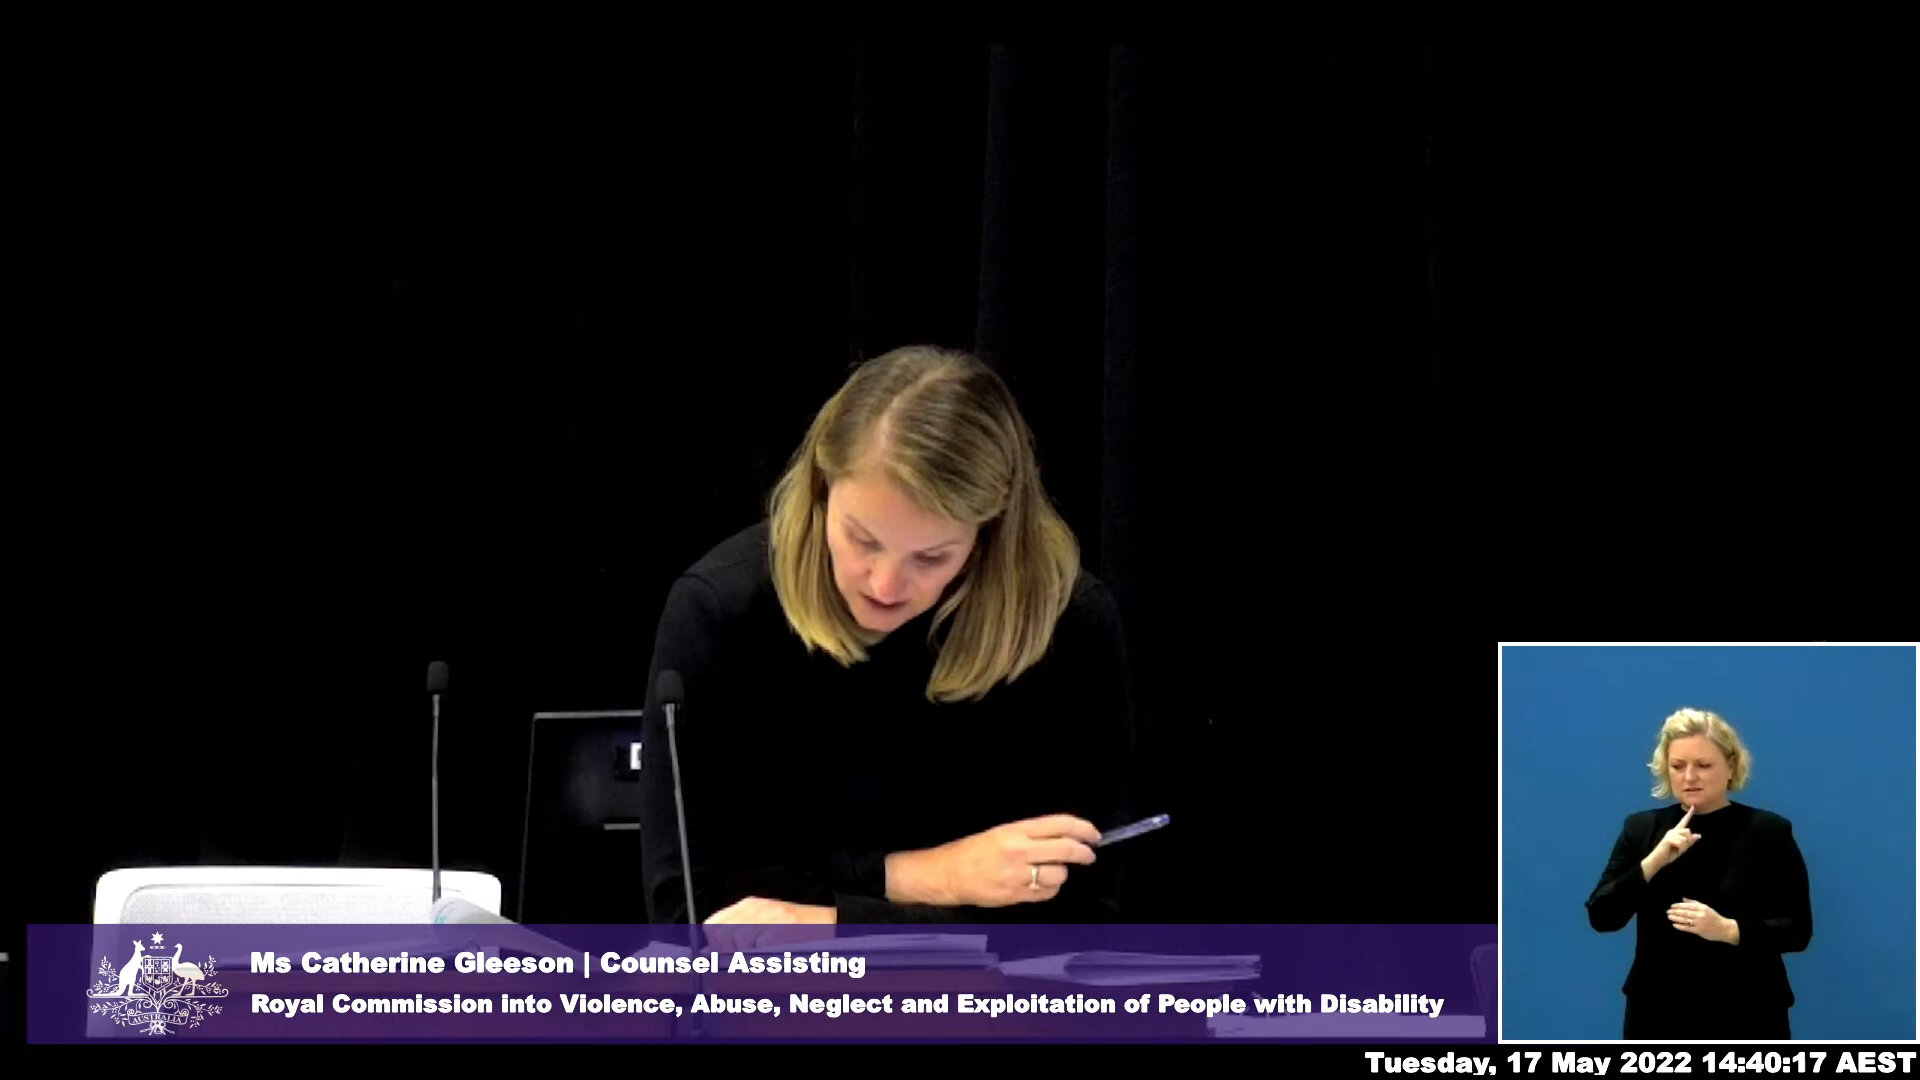 Ms Catherine Gleeson | Counsel Assisting
Royal Commission into Violence, Abuse, Neglect and Exploitation of People with Disability
AUSTRALIA
Tuesday, 17 May 2022 14:40:17 AEST